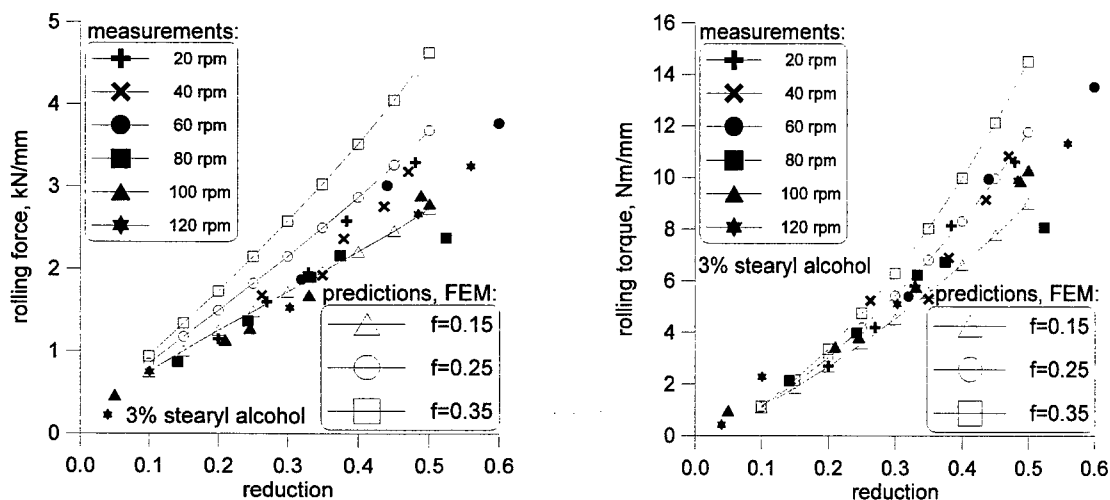 5
4
3
2
1
0
rolling force, kN/mm
measurements:
20 rpm
40 rpm
60 rpm
80 rpm
100 rpm
120 rpm
predictions, FEM:
f=0.15
f=0.25
f=0.35
3% stearyl alcohol
0.0 0.1 0.2 0.3 0.4 0.5 0.6
reduction
16
14
12
10
8
6
4
2
0
rolling torque, Nm/mm
measurements:
20 rpm
40 rpm
60 rpm
80 rpm
100 rpm
120 rpm
3% stearyl alcohol
predictions, FEM:
f=0.15
f=0.25
f=0.35
0.0 0.1 0.2 0.3 0.4 0.5 0.6
reduction